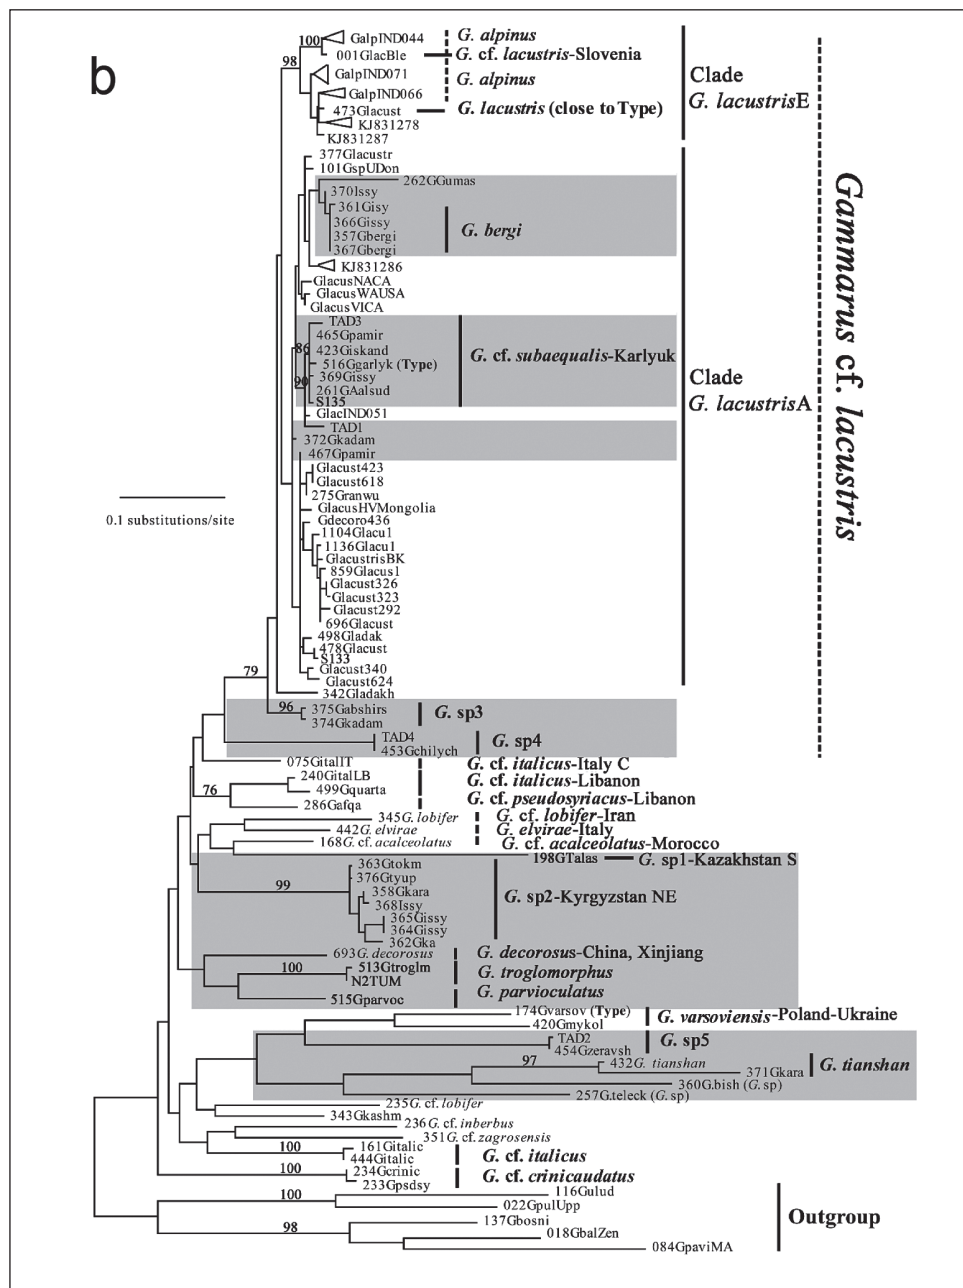 b
100
GalpIND044
G. alpinus
001GlacBle
G. cf. lacustris-Slovenia
98
GalpIND071
G. alpinus
GalpIND066
473Glacust
G. lacustris (close to Type)
KJ831278
KJ831287
Clade
G. lacustrisE
377Glacustr
101GspUDon
262GGumas
370Issy
361Gisy
366Gissy
357Gbergi
367Gbergi
G. bergi
KJ831286
GlacusNACA
GlacusWAUSA
GlacusVICA
TAD3
465Gpamir
86
423Giskand
516Ggarlyk (Type)
G. cf. subaequalis-Karlyuk
90
369Gissy
261GAalsud
S135
GlacIND051
TAD1
372Gkadam
467Gpamir
Clade
G. lacustrisA
Gammarus cf. lacustris
Glacust423
Glacust618
275Granwu
GlacusHVMongolia
Gdecoro436
1104Glacu1
1136Glacu1
GlacustrisBK
859Glacus1
Glacust326
Glacust323
Glacust292
696Glacust
498Gladak
478Glacust
S133
Glacust340
Glacust624
342Gladakh
0.1 substitutions/site
79
96
375Gabshirs
374Gkadam
G. sp3
TAD4
453Gchilych
G. sp4
075GitalIT
G. cf. italicus-Italy C
240GitalLB
G. cf. italicus-Libanon
76
499Gquarta
286Gafqa
G. cf. pseudosyriacus-Libanon
345G. lobifer
G. cf. lobifer-Iran
442G. elvirae
G. elvirae-Italy
168G. cf. acalceolatus
G. cf. acalceolatus-Morocco
198GTalas
G. sp1-Kazakhstan S
363Gtokm
99
376Gtyup
358Gkara
368Issy
365Gissy
364Gissy
362Gka
G. sp2-Kyrgyzstan NE
693G. decorosus
G. decorosus-China, Xinjiang
100
513Gtroglm
N2TUM
G. troglomorphus
515Gparvoc
G. parvioculatus
174Gvarsov (Type)
420Gmykol
G. varsoviensis-Poland-Ukraine
TAD2
454Gzeravsh
G. sp5
97
432G. tianshan
371Gkara
G. tianshan
360G.bish (G. sp)
257G.teleck (G. sp)
235G. cf. lobifer
343Gkashm
236G. cf. inberbus
351G. cf. zagrosensis
100
161Gitalic
444Gitalic
G. cf. italicus
100
234Gcrinic
233Gpsdsy
G. cf. crinicaudatus
100
116Gulud
022GpulUpp
137Gbosni
98
018GbalZen
084GpaviMA
Outgroup